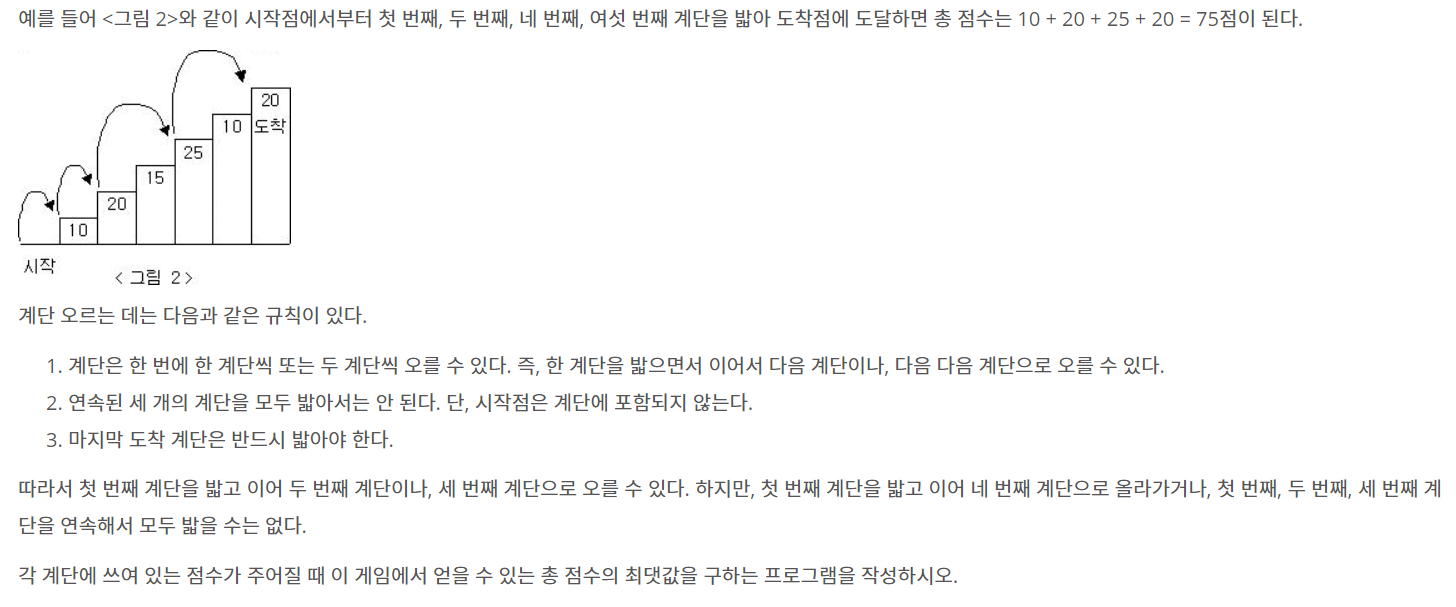 예를 들어 <그림 2>와 같이 시작점에서부터 첫 번째, 두 번째, 네 번째, 여섯 번째 계단을 밟아 도착점에 도달하면 총 점수는 10 + 20 + 25 + 20 = 75점이 된다.
20
10 도착
25
15
20
10
시작
< 그림 2>
계단 오르는 데는 다음과 같은 규칙이 있다.
1. 계단은 한 번에 한 계단씩 또는 두 계단씩 오를 수 있다. 즉, 한 계단을 밟으면서 이어서 다음 계단이나, 다음 다음 계단으로 오를 수 있다.
2. 연속된 세 개의 계단을 모두 밟아서는 안 된다. 단, 시작점은 계단에 포함되지 않는다.
3. 마지막 도착 계단은 반드시 밟아야 한다.
따라서 첫 번째 계단을 밟고 이어 두 번째 계단이나, 세 번째 계단으로 오를 수 있다. 하지만, 첫 번째 계단을 밟고 이어 네 번째 계단으로 올라가거나, 첫 번째, 두 번째, 세 번째 계
단을 연속해서 모두 밟을 수는 없다.
각 계단에 쓰여 있는 점수가 주어질 때 이 게임에서 얻을 수 있는 총 점수의 최댓값을 구하는 프로그램을 작성하시오.